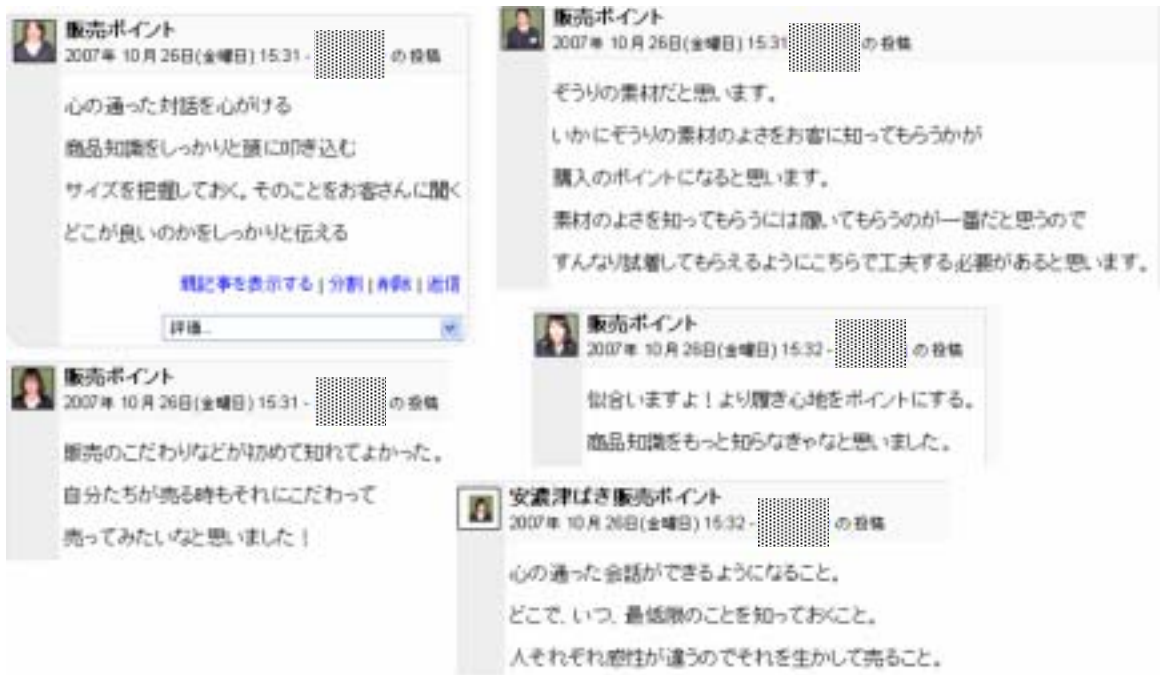 販売ポイント
2007年 10月 26日(金曜日) 15:31 - の投稿
心の通った対話を心がける
商品知識をしっかりと頭に叩き込む
サイズを把握しておく。そのことをお客さんに聞く
どこが良いのかをしっかりと伝える
親記事を表示する | 分割 | 削除 | 返信
評価...
販売ポイント
2007年 10月 26日(金曜日) 15:31 - の投稿
販売のこだわりなどが初めて知れてよかった。
自分たちが売る時もそれにこだわって
売ってみたいなと思いました!
販売ポイント
2007年 10月 26日(金曜日) 15:31 の投稿
ぞうりの素材だと思います。
いかにぞうりの素材のよさをお客に知ってもらうかが
購入のポイントになると思います。
素材のよさを知ってもらうには履いてもらうのが一番だと思うので
すんなり試着してもらえるようにこちらで工夫する必要があると思います。
販売ポイント
2007年 10月 26日(金曜日) 15:32 - の投稿
似合いますよ!より履き心地をポイントにする。
商品知識をもっと知らなきゃなと思いました。
安濃津ばき販売ポイント
2007年 10月 26日(金曜日) 15:32 - の投稿
心の通った会話ができるようになること。
どこで、いつ、最低限のことを知っておくこと。
人それぞれ感性が違うのでそれを生かして売ること。